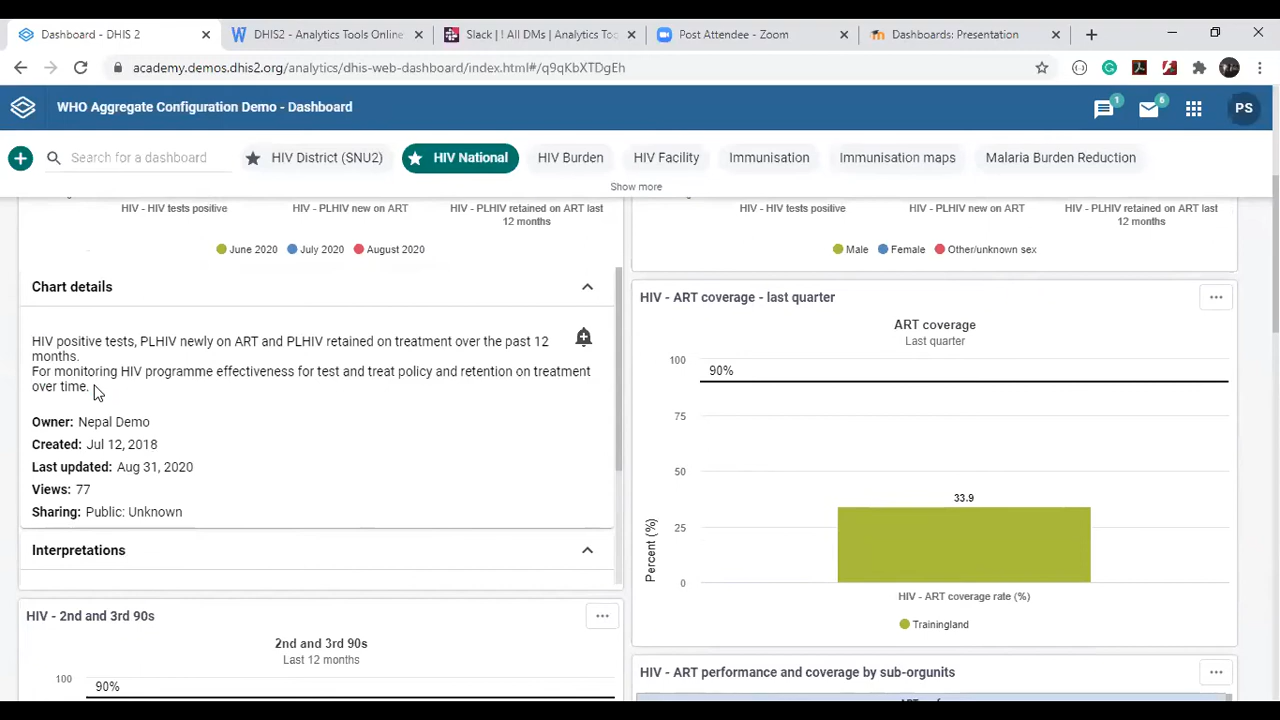 Dashboard - DHIS 2
DHIS2 - Analytics Tools Online
Slack | ! All DMs | Analytics Too
Post Attendee - Zoom
Dashboards: Presentation
academy.demos.dhis2.org/analytics/dhis-web-dashboard/index.html#/q9qKbXTDgEh
WHO Aggregate Configuration Demo - Dashboard
1
6
PS
Search for a dashboard
HIV District (SNU2)
HIV National
HIV Burden
HIV Facility
Immunisation
Immunisation maps
Malaria Burden Reduction
Show more
HIV - HIV tests positive
HIV - PLHIV new on ART
HIV - PLHIV retained on ART last
12 months
June 2020
July 2020
August 2020
HIV - HIV tests positive
HIV - PLHIV new on ART
HIV - PLHIV retained on ART last
12 months
Male
Female
Other/unknown sex
Chart details
HIV positive tests, PLHIV newly on ART and PLHIV retained on treatment over the past 12
months.
For monitoring HIV programme effectiveness for test and treat policy and retention on treatment
over time.
Owner: Nepal Demo
Created: Jul 12, 2018
Last updated: Aug 31, 2020
Views: 77
Sharing: Public: Unknown
Interpretations
HIV - ART coverage - last quarter
ART coverage
Last quarter
100
90%
75
50
33.9
25
0
Percent (%)
HIV - ART coverage rate (%)
Trainingland
HIV - 2nd and 3rd 90s
2nd and 3rd 90s
Last 12 months
100
90%
HIV - ART performance and coverage by sub-orgunits